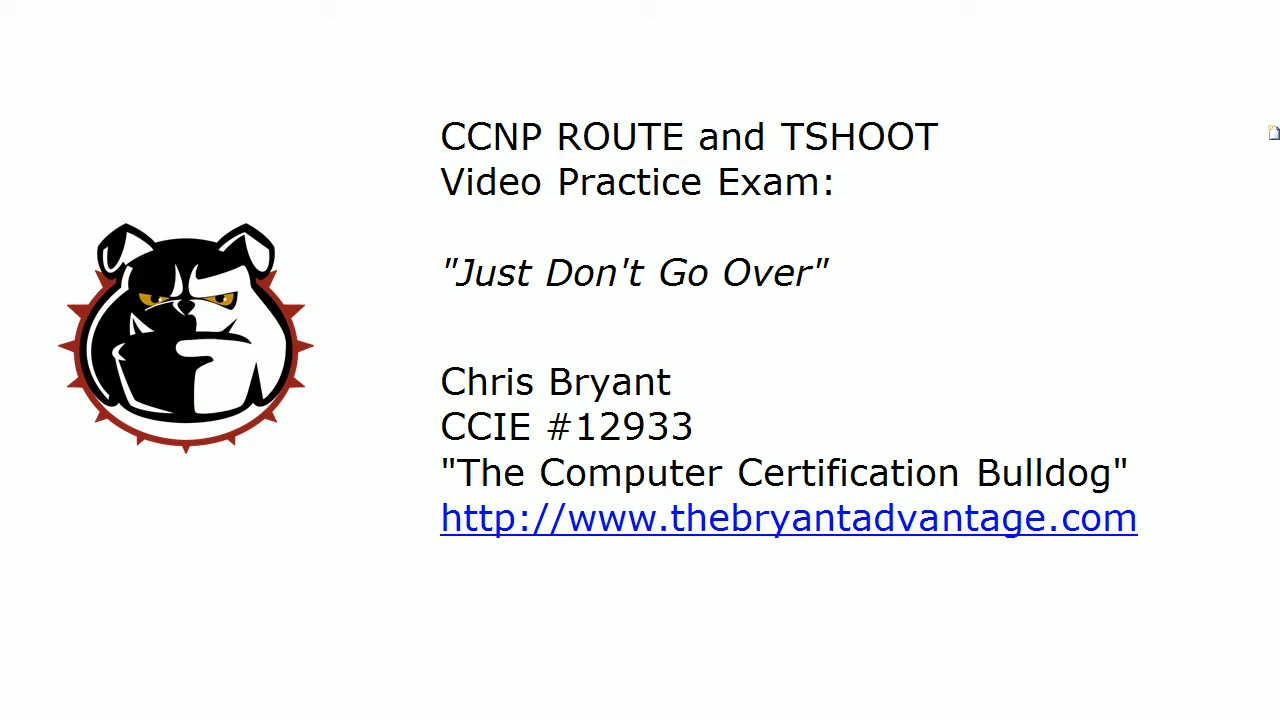 CCNP ROUTE and TSHOOT
Video Practice Exam:
"Just Don't Go Over"
Chris Bryant
CCIE #12933
"The Computer Certification Bulldog"
http://www.thebryantadvantage.com